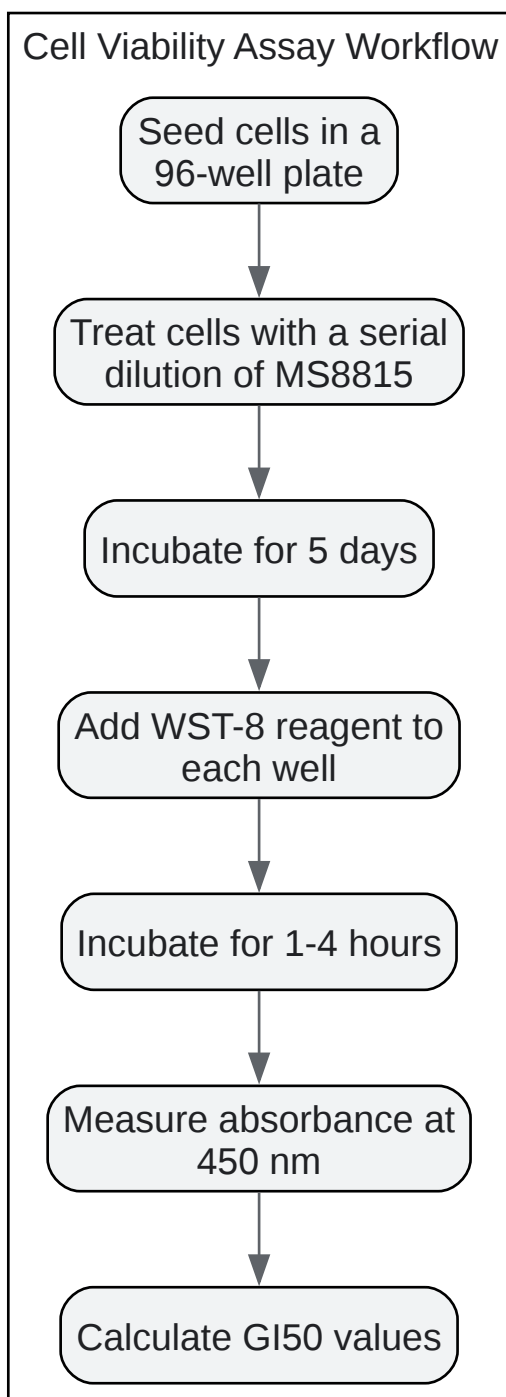 Cell Viability Assay Workflow
Seed cells in a
96-well plate
Treat cells with a serial
dilution of MS8815
Incubate for 5 days
Add WST-8 reagent to
each well
Incubate for 1-4 hours
Measure absorbance at
450 nm
Calculate GI50 values